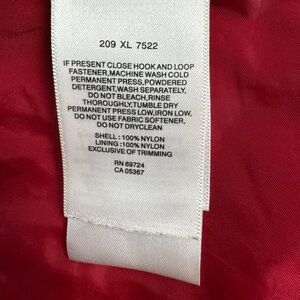 209 XL 7522
IF PRESENT CLOSE HOOK AND LOOP
FASTENER,MACHINE WASH COLD
PERMANENT PRESS,POWDERED
DETERGENT,WASH SEPARATELY,
DO NOT BLEACH,RINSE
THOROUGHLY,TUMBLE DRY
PERMANENT PRESS LOW,IRON LOW,
DO NOT USE FABRIC SOFTENER,
DO NOT DRYCLEAN
SHELL : 100% NYLON
LINING : 100% NYLON
EXCLUSIVE OF TRIMMING
RN 69724
CA 05367